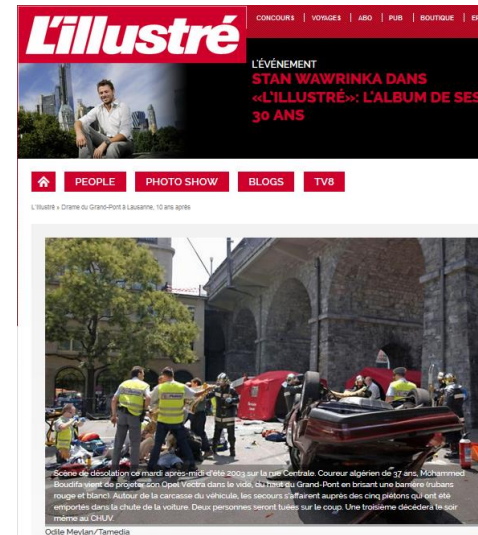 L'illustré
CONCOURS | VOYAGES | ABO | PUB | BOUTIQUE |
L'ÉVÉNEMENT
STAN WAWRINKA DANS
«L'ILLUSTRÉ»: L'ALBUM DE SES
30 ANS
PEOPLE PHOTO SHOW BLOGS TV8
L'illustré » Drame du Grand-Pont à Lausanne, 10 ans après
Scène de désolation ce mardi après-midi d'été 2003 sur la rue Centrale. Coureur algérien de 37 ans, Mohammed
Boudifa vient de projeter son Opel Vectra dans le vide, du haut du Grand-Pont en brisant une barrière (rubans
rouge et blanc). Autour de la carcasse du véhicule, les secours s'affairent auprès des cinq piétons qui ont été
emportés dans la chute de la voiture. Deux personnes seront tuées sur le coup. Une troisième décédera le soir
même au CHUV.
Odile Meylan/Tamedia